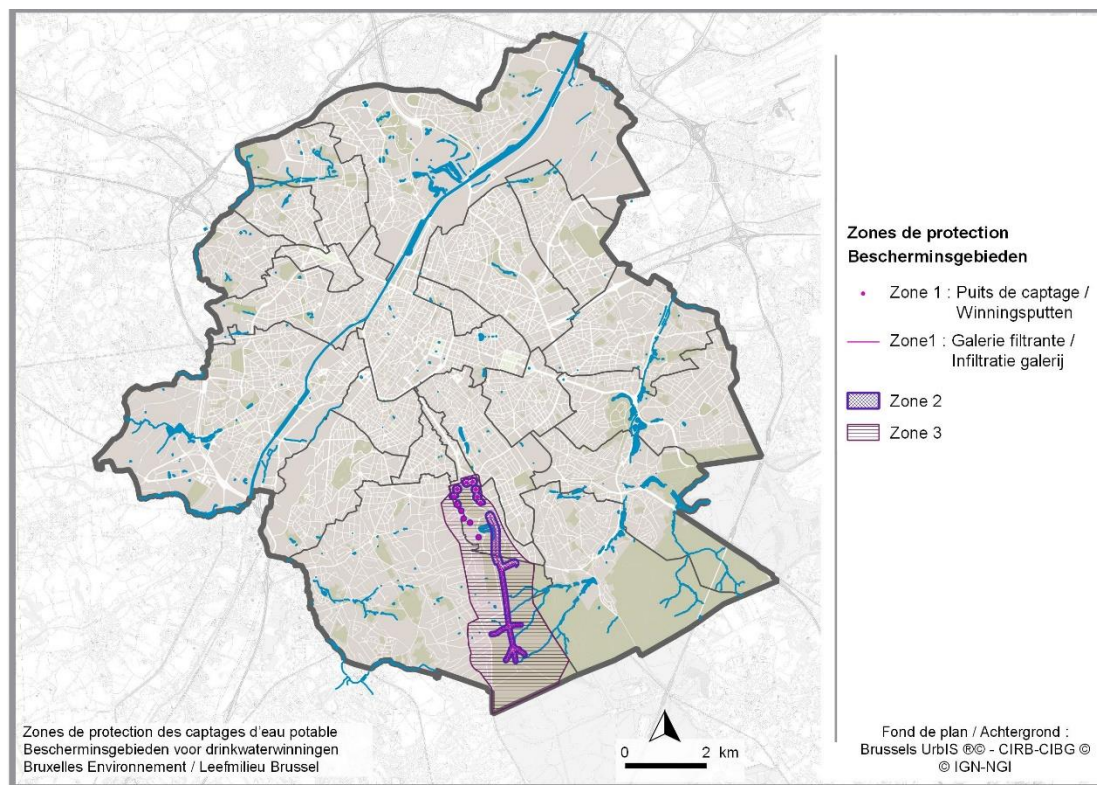 Zones de protection
Bescherminsgebieden
Zone 1 : Puits de captage /
Winningsputten
Zone1 : Galerie filtrante /
Infiltratie galerij
Zone 2
Zone 3
Zones de protection des captages d'eau potable
Bescherminsgebieden voor drinkwaterwinningen
Bruxelles Environnement / Leefmilieu Brussel
0 2 km
Fond de plan / Achtergrond :
Brussels UrbIS ®© - CIRB-CIBG ©
© IGN-NGI